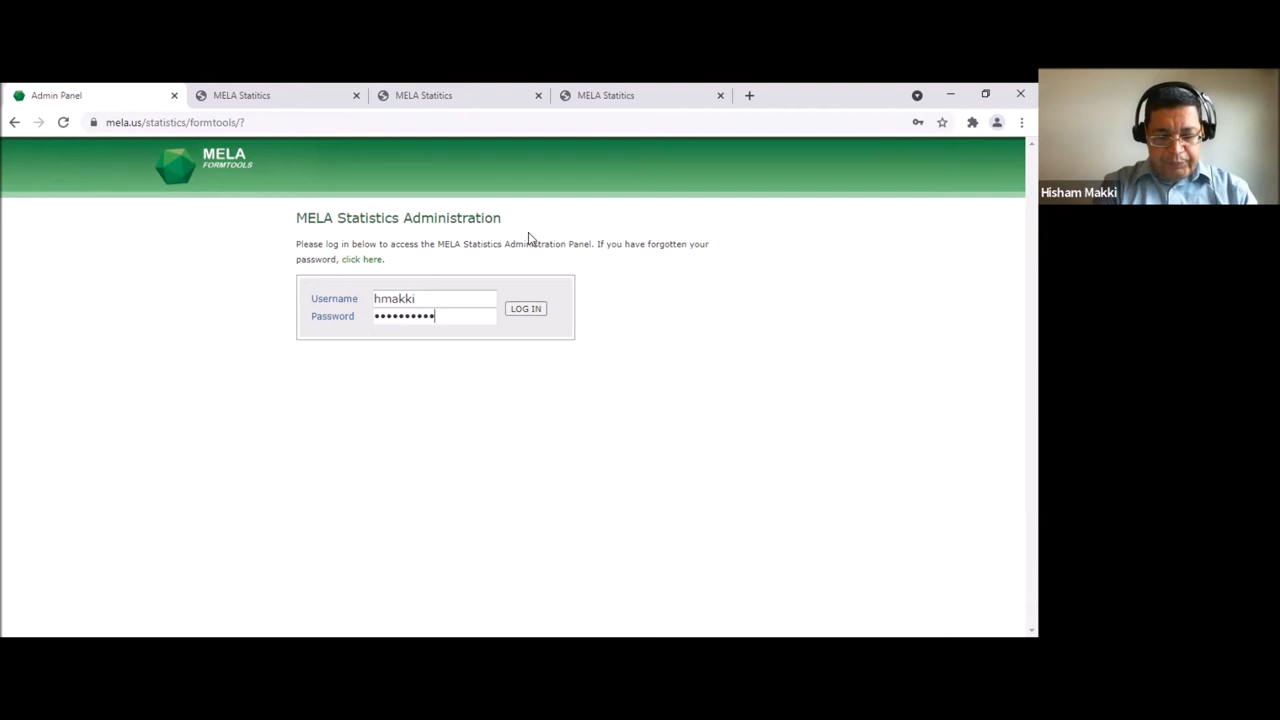 Admin Panel
MELA Statitics
MELA Statitics
MELA Statitics
mela.us/statistics/formtools/?
MELA
FORMTOOLS
Hisham Makki
MELA Statistics Administration
Please log in below to access the MELA Statistics Administration Panel. If you have forgotten your
password, click here.
Username hmakki
LOG IN
Password ••••••••••